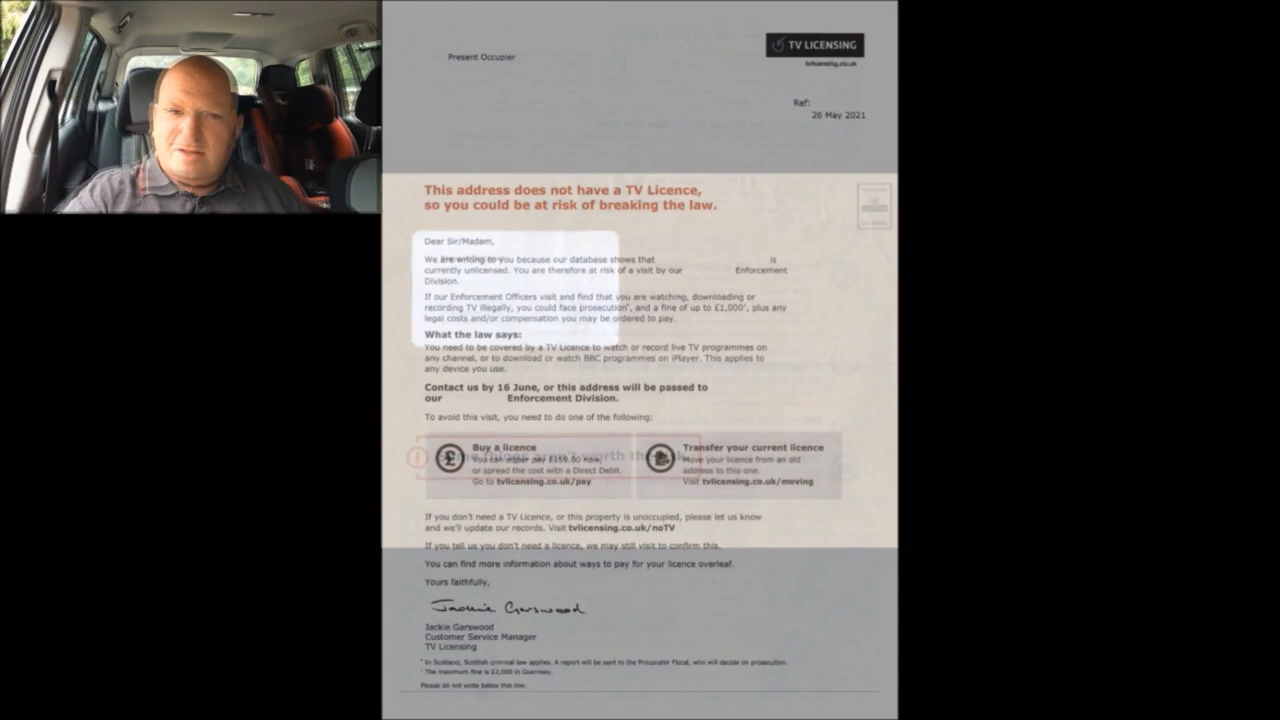 Present Occupier
TV LICENSING
tvlicensing.co.uk
Ref:
26 May 2021
This address does not have a TV Licence,
so you could be at risk of breaking the law.
Dear Sir/Madam,
We are writing to you because our database shows that is
currently unlicensed. You are therefore at risk of a visit by our Enforcement
Division.
If our Enforcement Officers visit and find that you are watching, downloading or
recording TV illegally, you could face prosecution*, and a fine of up to £1,000†, plus any
legal costs and/or compensation you may be ordered to pay.
What the law says:
You need to be covered by a TV Licence to watch or record live TV programmes on
any channel, or to download or watch BBC programmes on iPlayer. This applies to
any device you use.
Contact us by 16 June, or this address will be passed to
our Enforcement Division.
To avoid this visit, you need to do one of the following:
Buy a licence
You can either pay £159.00 now,
or spread the cost with a Direct Debit.
Go to tvlicensing.co.uk/pay
Transfer your current licence
Move your licence from an old
address to this one.
Visit tvlicensing.co.uk/moving
aren't worth the
If you don't need a TV Licence, or this property is unoccupied, please let us know
and we'll update our records. Visit tvlicensing.co.uk/noTV
If you tell us you don't need a licence, we may still visit to confirm this.
You can find more information about ways to pay for your licence overleaf.
Yours faithfully,
Jackie Garswood
Jackie Garswood
Customer Service Manager
TV Licensing
* In Scotland, Scottish criminal law applies. A report will be sent to the Procurator Fiscal, who will decide on prosecution.
† The maximum fine is £2,000 in Guernsey.
Please do not write below this line.